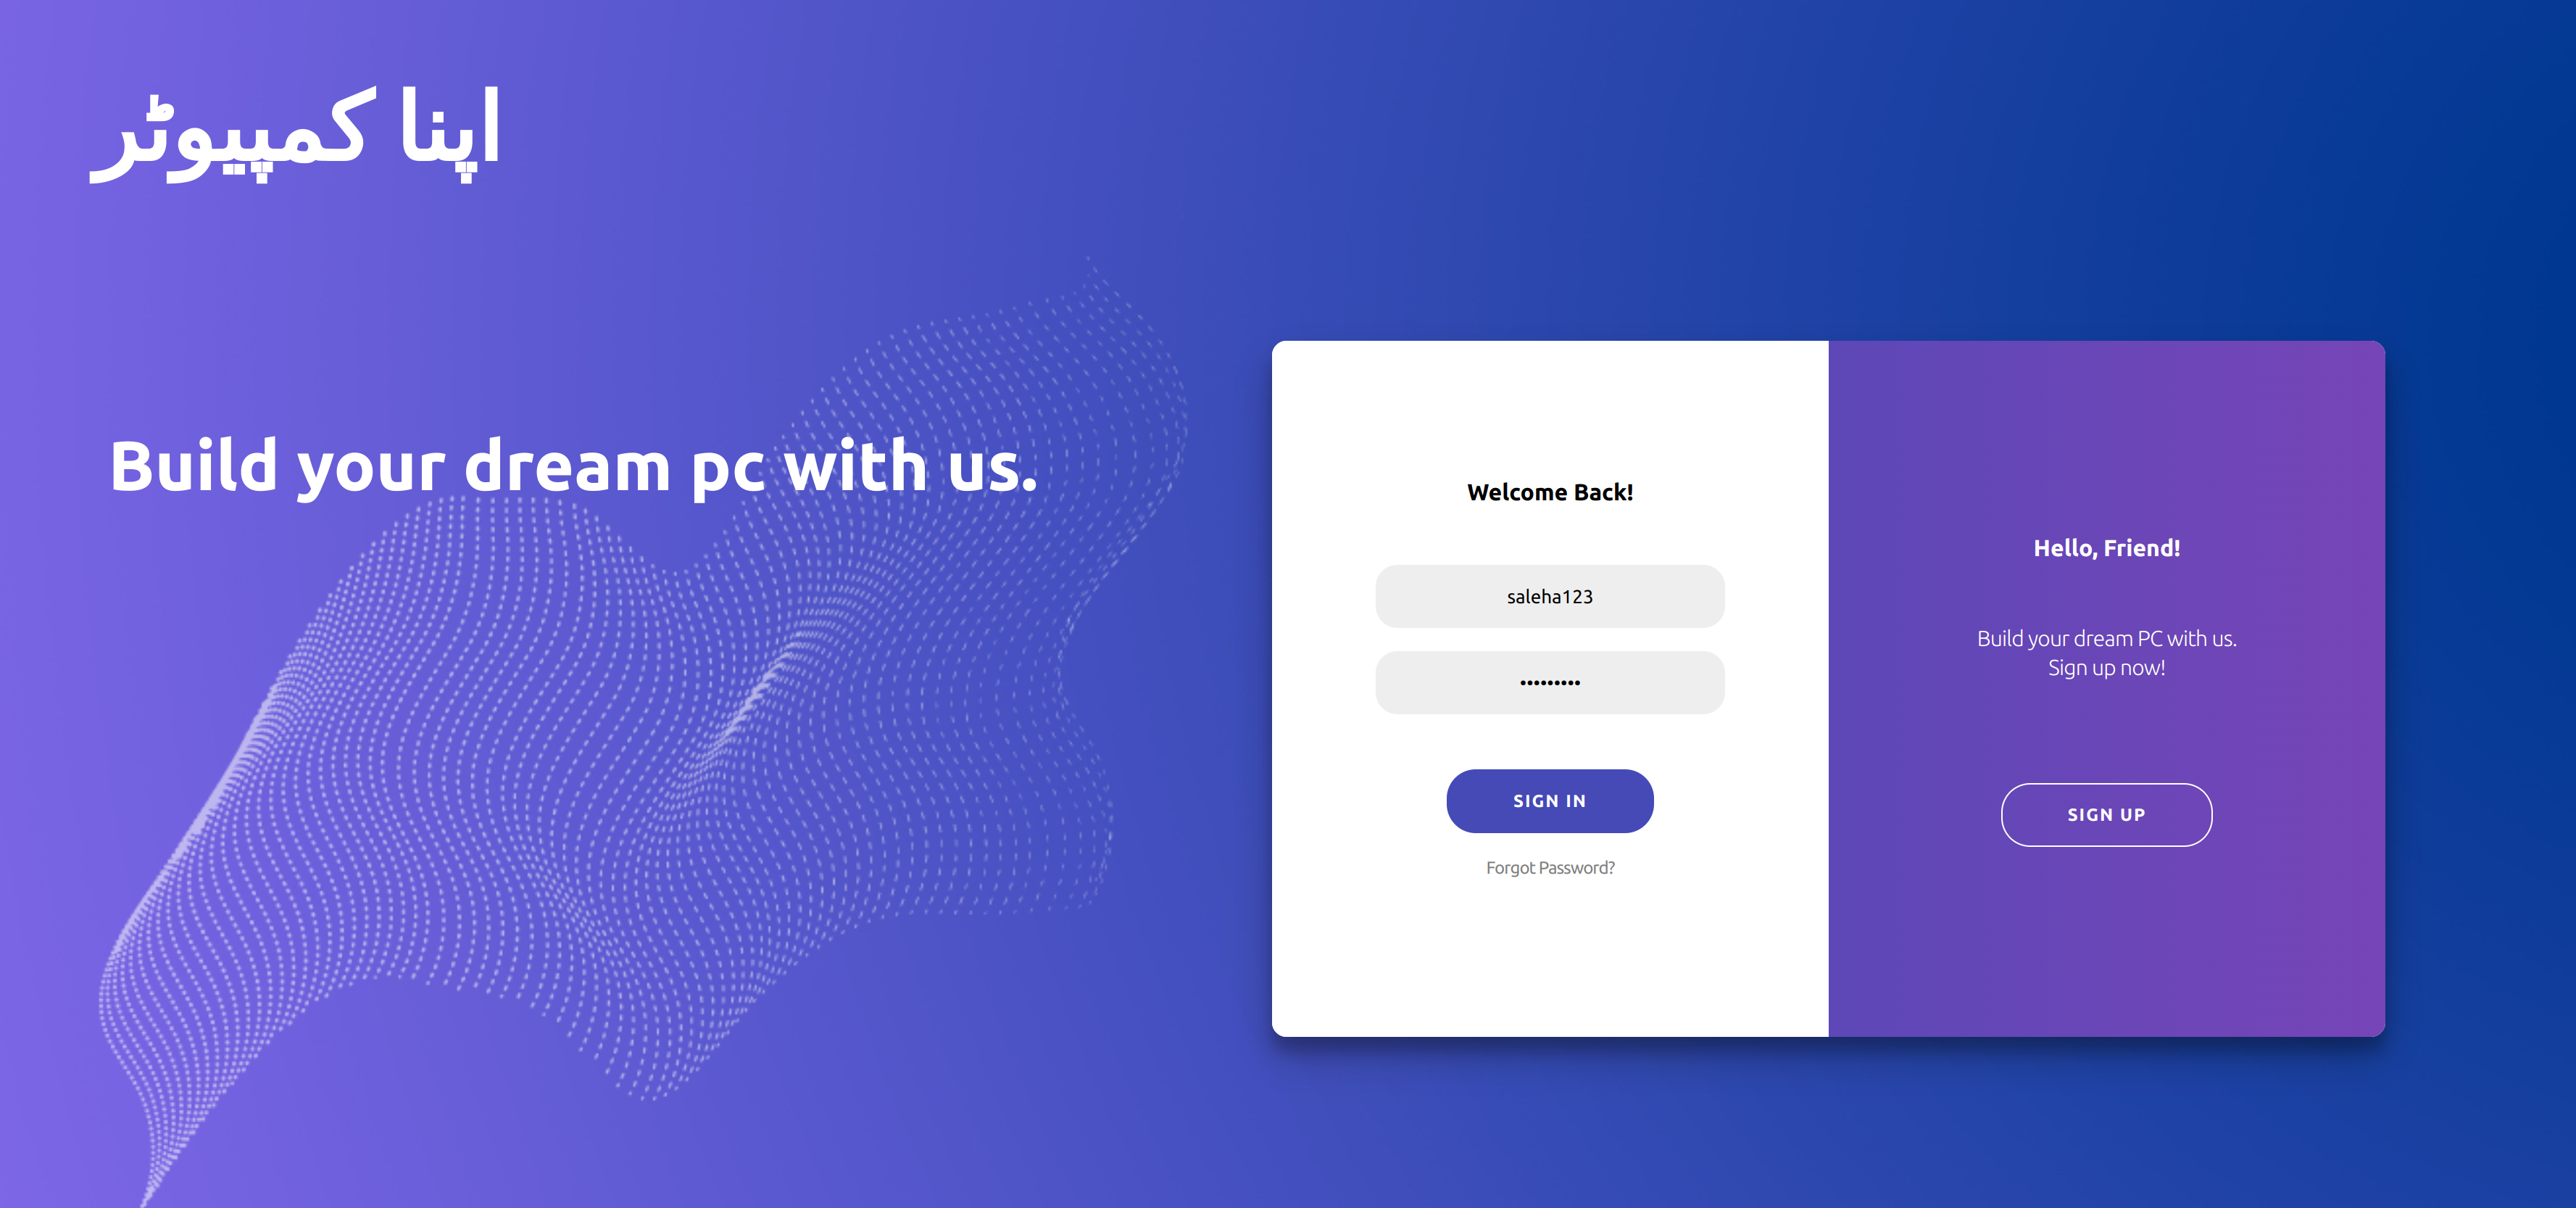 اپنا کمپیوٹر
Build your dream pc with us.
Welcome Back!
saleha123
•••••••••
SIGN IN
Forgot Password?
Hello, Friend!
Build your dream PC with us.
Sign up now!
SIGN UP